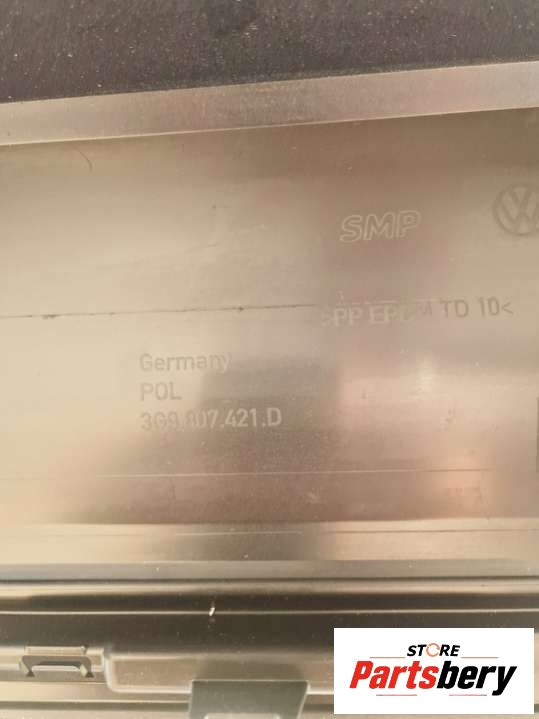 SMP
>PP EPDM TD 10<
Germany
POL
3G9.807.421.D
STORE
Partsbery